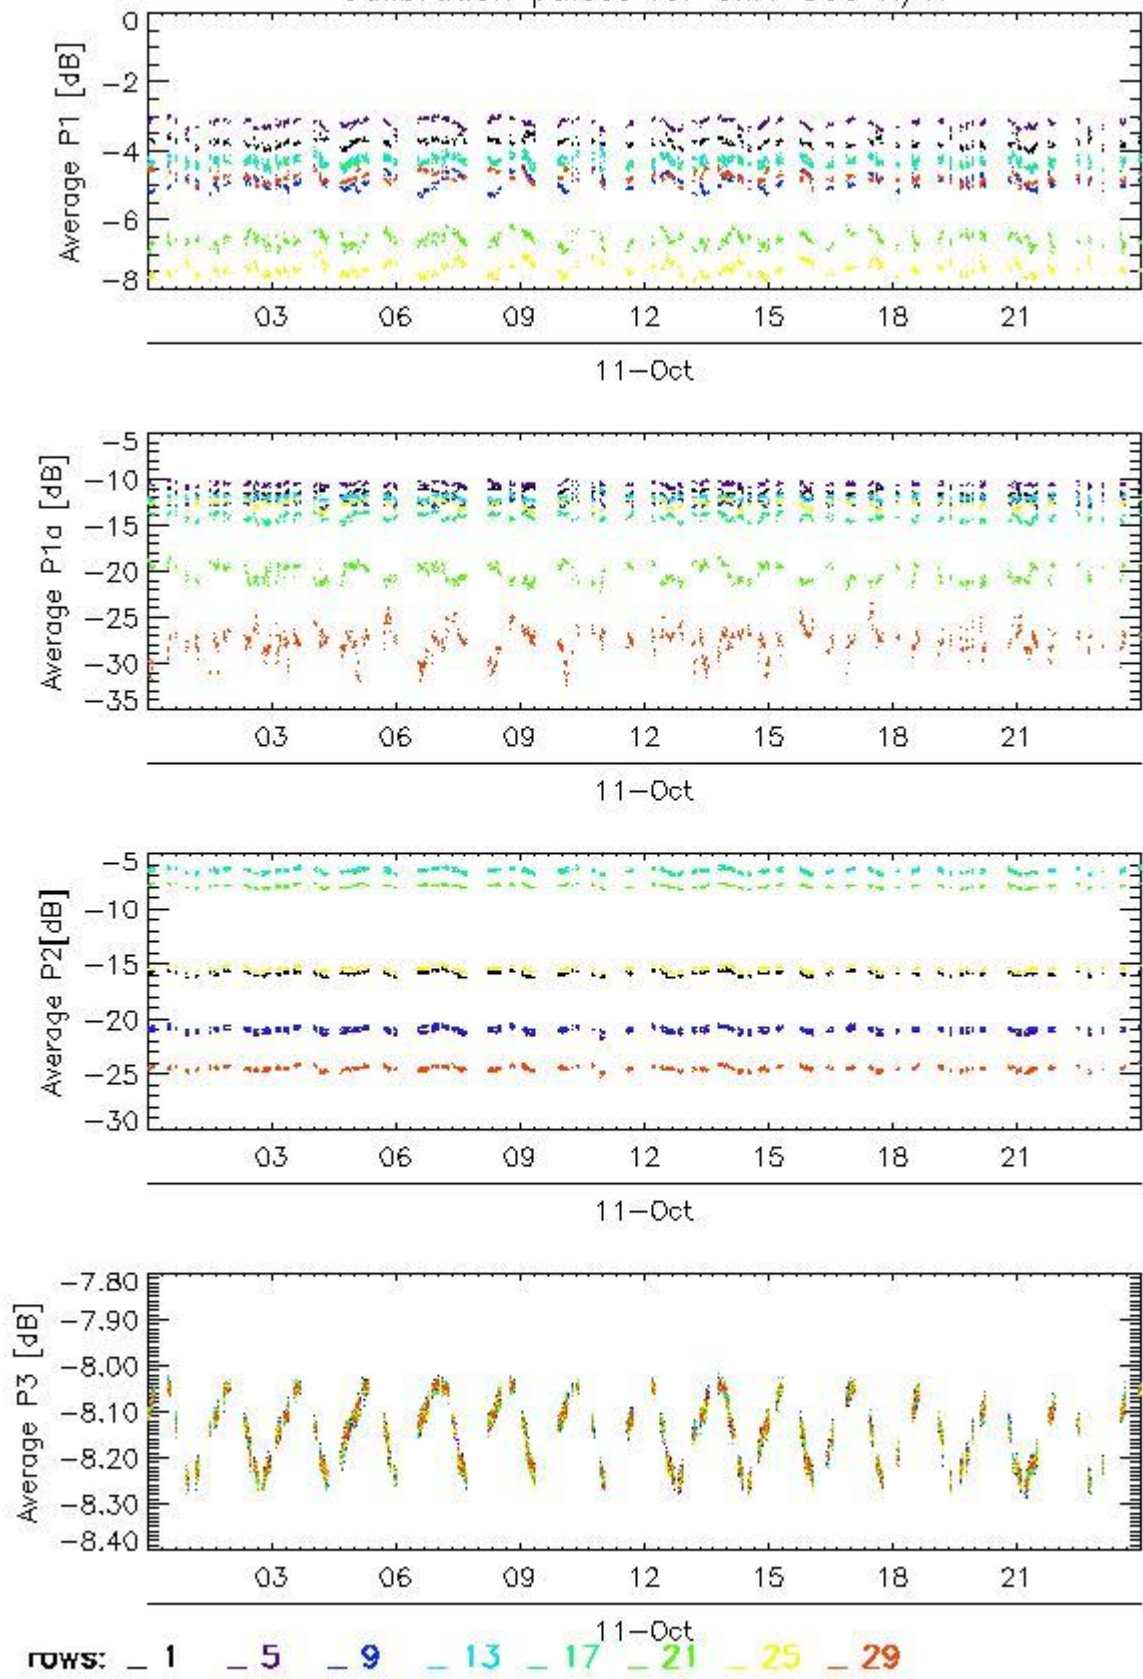 0
-2
-4
-6
-8
Average P1 [dB]
03 06 09 12 15 18 21
11-Oct
-5
-10
-15
-20
-25
-30
-35
Average P1a [dB]
03 06 09 12 15 18 21
11-Oct
-5
-10
-15
-20
-25
-30
Average P2[dB]
03 06 09 12 15 18 21
11-Oct
-7.80
-7.90
-8.00
-8.10
-8.20
-8.30
-8.40
Average P3 [dB]
03 06 09 12 15 18 21
11-Oct
rows: _ 1 _ 5 _ 9 _ 13 _ 17 _ 21 _ 25 _ 29